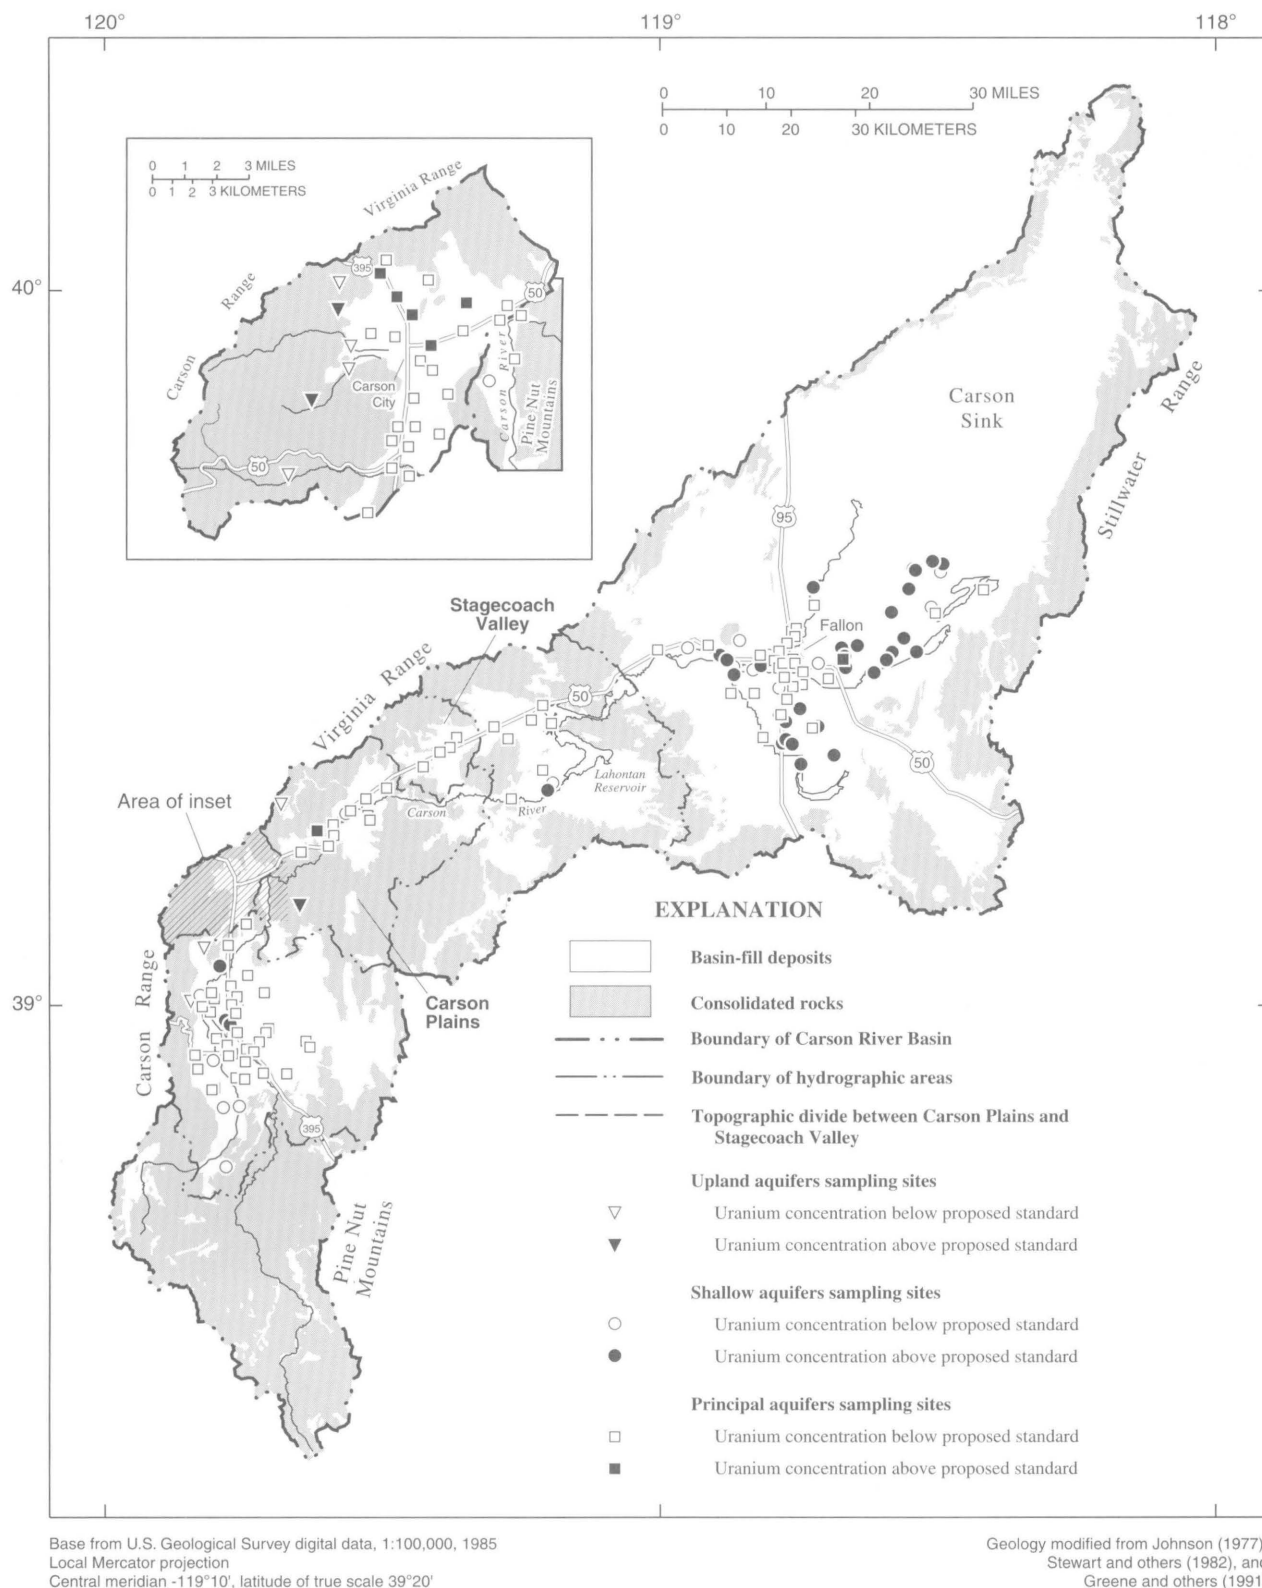 120°
119°
118°
0 10 20 30 MILES
0 10 20 30 KILOMETERS
0 1 2 3 MILES
0 1 2 3 KILOMETERS
Virginia Range
395
Range
Carson
50
40°
Carson
City
Carson River
Pine Nut
Mountains
50
Carson
Sink
Range
Stillwater
95
Stagecoach
Valley
Fallon
Virginia Range
50
50
Lahontan
Reservoir
Carson
River
Area of inset
Carson Range
39°
Carson
Plains
395
Pine Nut
Mountains
EXPLANATION
Basin-fill deposits
Consolidated rocks
Boundary of Carson River Basin
Boundary of hydrographic areas
Topographic divide between Carson Plains and
Stagecoach Valley
Upland aquifers sampling sites
Uranium concentration below proposed standard
Uranium concentration above proposed standard
Shallow aquifers sampling sites
Uranium concentration below proposed standard
Uranium concentration above proposed standard
Principal aquifers sampling sites
Uranium concentration below proposed standard
Uranium concentration above proposed standard
Base from U.S. Geological Survey digital data, 1:100,000, 1985
Local Mercator projection
Central meridian -119°10', latitude of true scale 39°20'
Geology modified from Johnson (1977)
Stewart and others (1982), and
Greene and others (1991